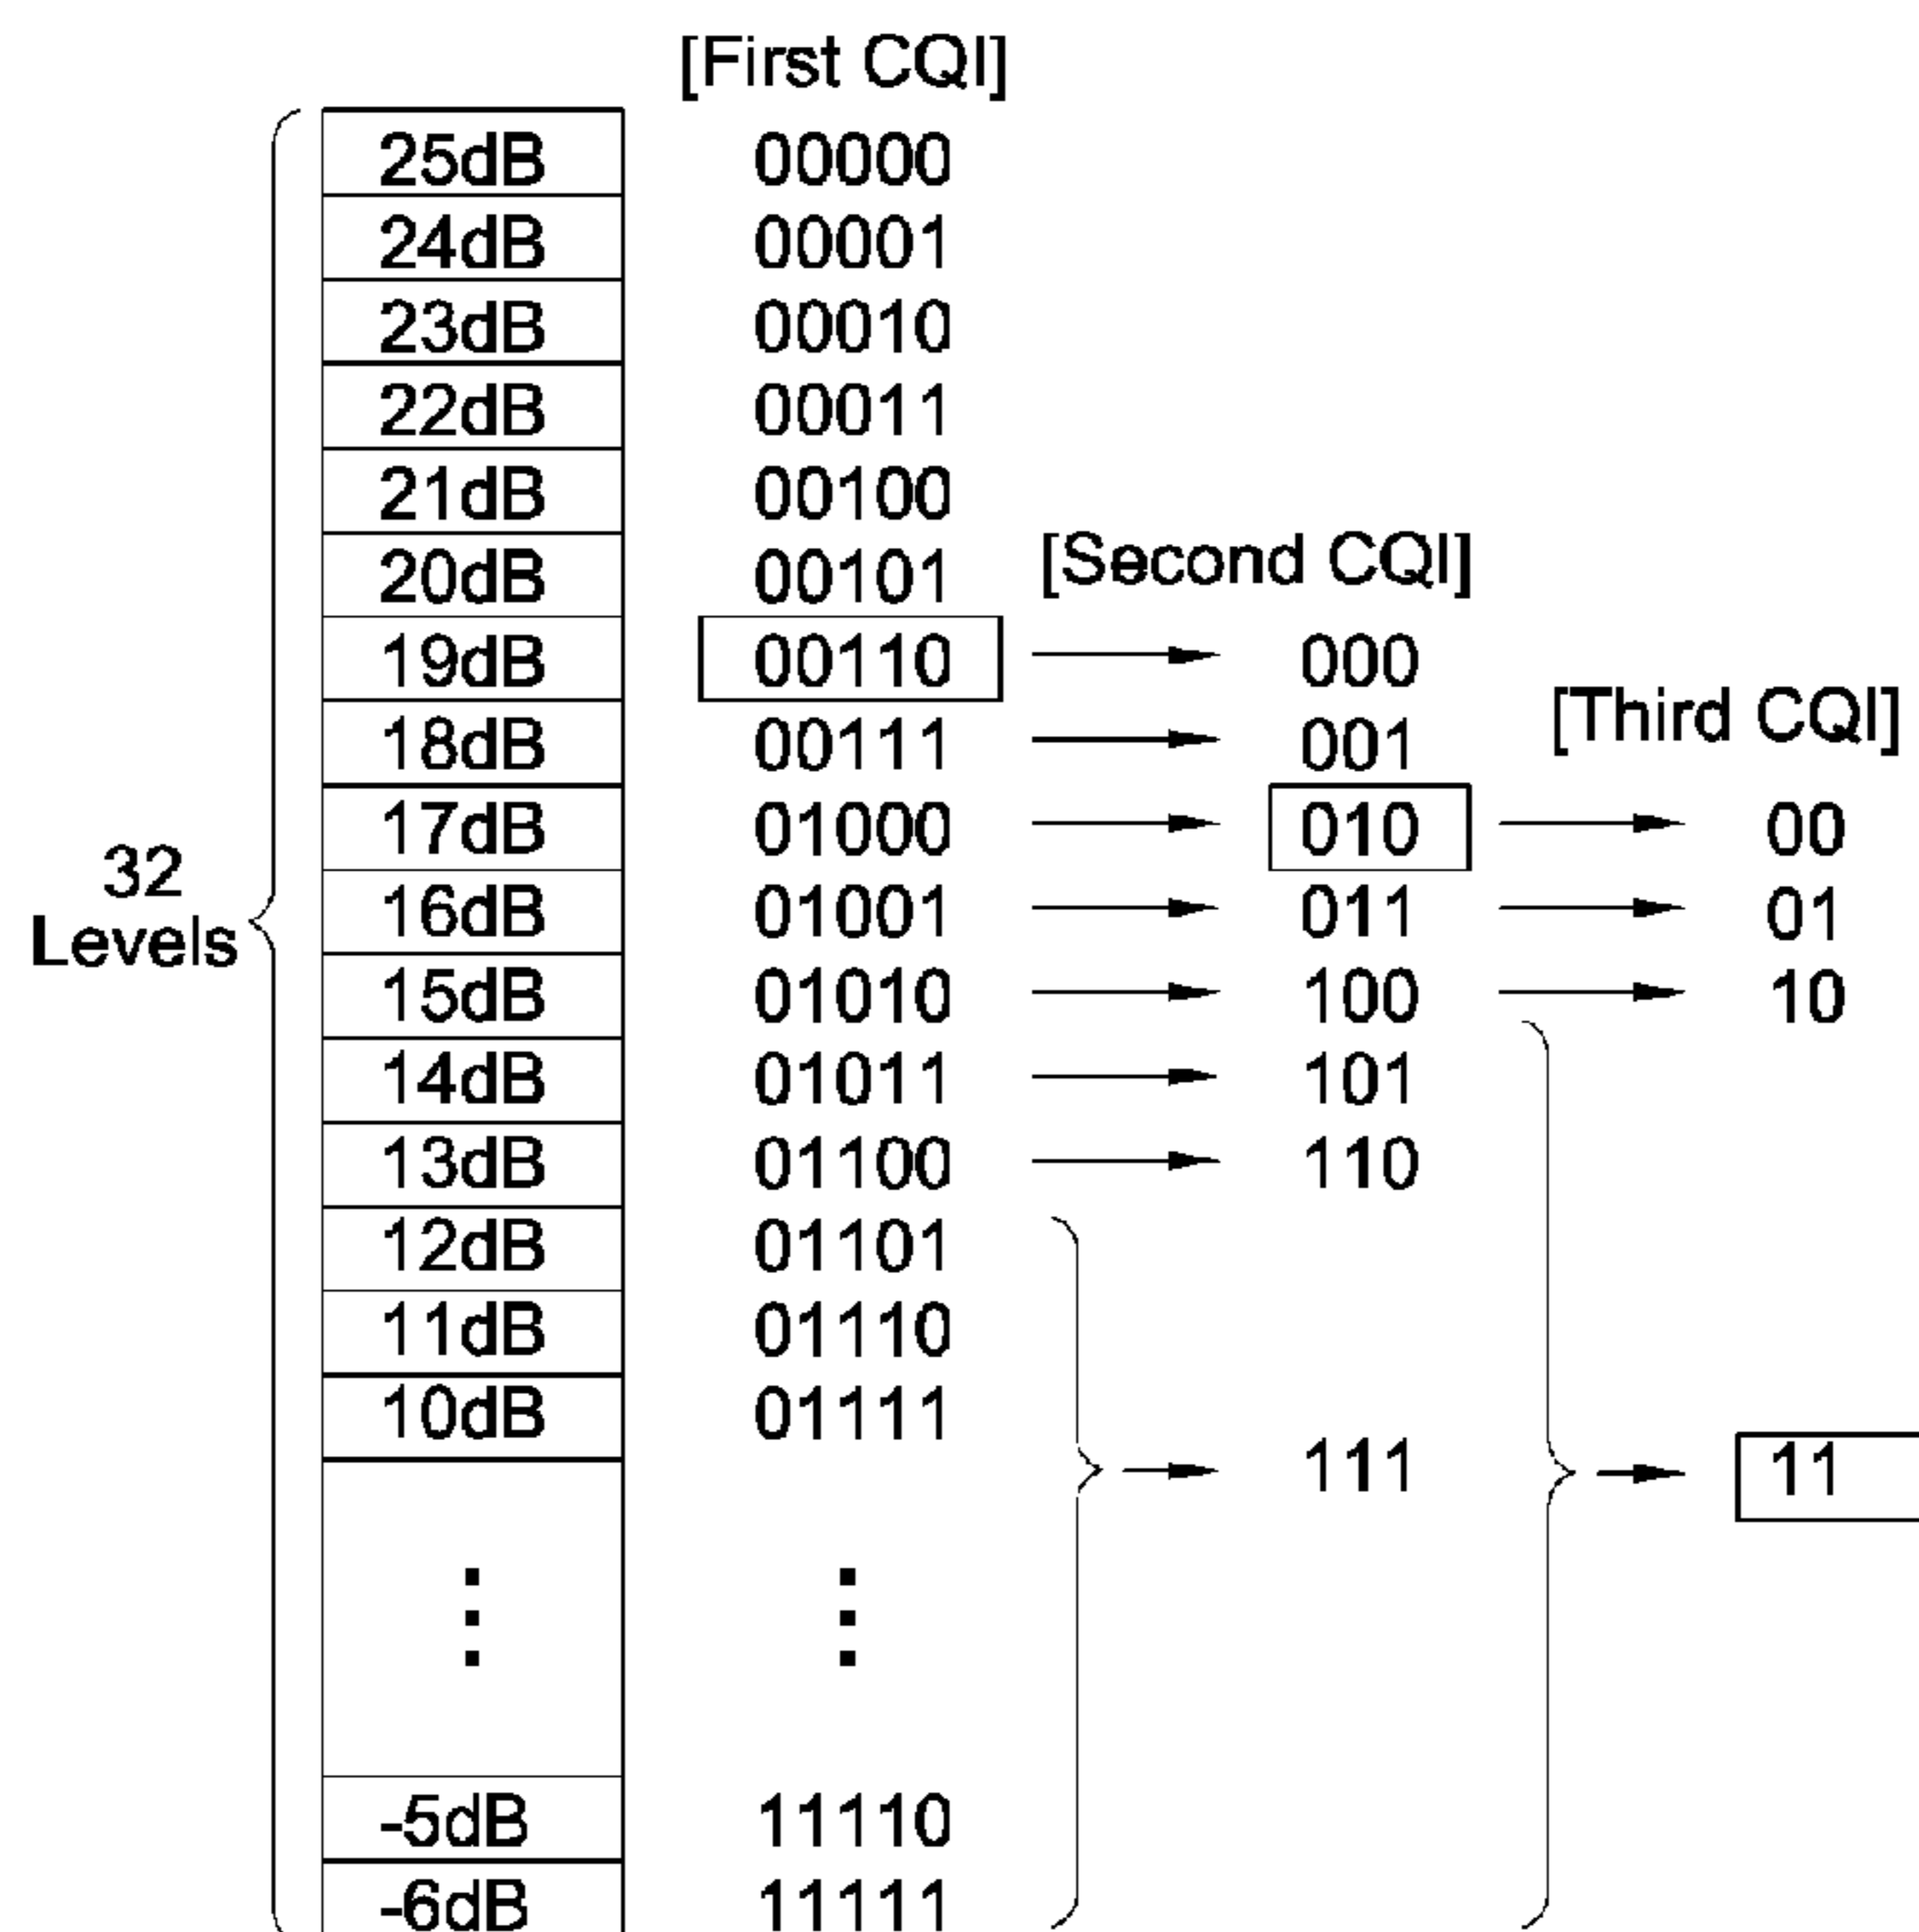 [First CQI]
25dB 00000
24dB 00001
23dB 00010
22dB 00011
21dB 00100
20dB 00101
[Second CQI]
19dB 00110 000
[Third CQI]
18dB 00111 001
17dB 01000 010 00
32
Levels
16dB 01001 011 01
15dB 01010 100 10
14dB 01011 101
13dB 01100 110
12dB 01101
11dB 01110
10dB 01111
111 11
-5dB 11110
-6dB 11111